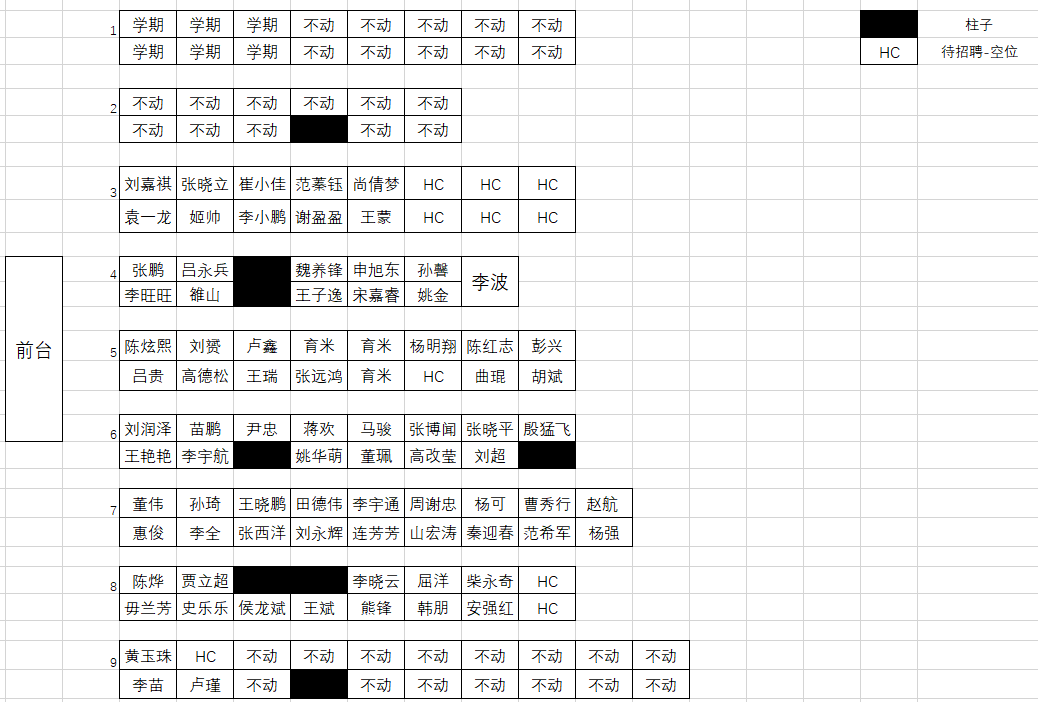 1 学期 学期 学期 不动 不动 不动 不动 不动
学期 学期 学期 不动 不动 不动 不动 不动
柱子
HC 待招聘-空位
2 不动 不动 不动 不动 不动 不动
不动 不动 不动 不动 不动
3 刘嘉祺 张晓立 崔小佳 范蓁钰 尚倩梦 HC HC HC
袁一龙 姬帅 李小鹏 谢盈盈 王蒙 HC HC HC
前台
4 张鹏 吕永兵 魏养锋 申旭东 孙馨 李波
李旺旺 雒山 王子逸 宋嘉睿 姚金
5 陈炫熙 刘赟 卢鑫 育米 育米 杨明翔 陈红志 彭兴
吕贵 高德松 王瑞 张远鸿 育米 HC 曲琨 胡斌
6 刘润泽 苗鹏 尹忠 蒋欢 马骏 张博闻 张晓平 殷猛飞
王艳艳 李宇航 姚华萌 董珮 高改莹 刘超
7 董伟 孙琦 王晓鹏 田德伟 李宇通 周谢忠 杨可 曹秀行 赵航
惠俊 李全 张西洋 刘永辉 连芳芳 山宏涛 秦迎春 范希军 杨强
8 陈烨 贾立超 李晓云 屈洋 柴永奇 HC
毋兰芳 史乐乐 侯龙斌 王斌 熊锋 韩朋 安强红 HC
9 黄玉珠 HC 不动 不动 不动 不动 不动 不动 不动 不动
李苗 卢瑾 不动 不动 不动 不动 不动 不动 不动